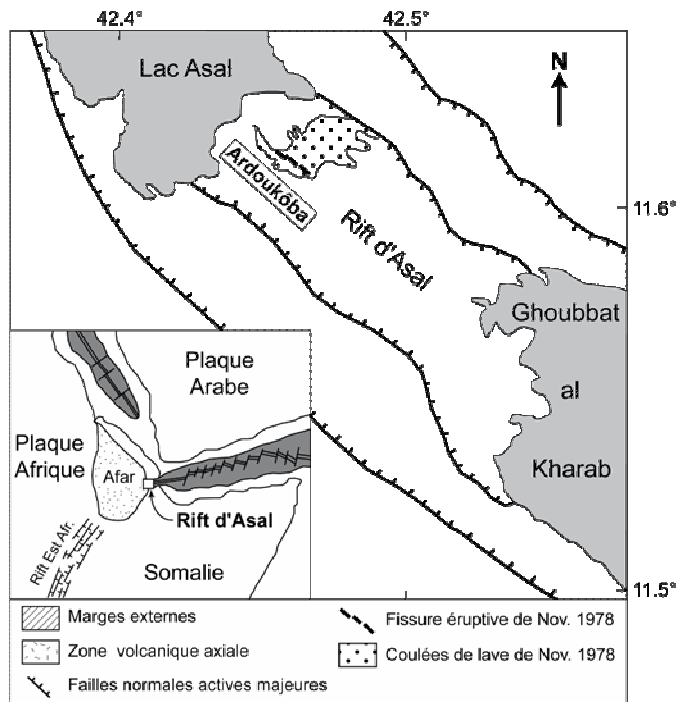 42.4°
42.5°
Lac Asal
N
Ardoukôba
11.6°
Rift d'Asal
Ghoubbat
al
Kharab
Plaque
Arabe
Plaque
Afrique
Afar
Rift d'Asal
Rift Est Afr.
Somalie
11.5°
Marges externes
Zone volcanique axiale
Failles normales actives majeures
Fissure éruptive de Nov. 1978
Coulées de lave de Nov. 1978